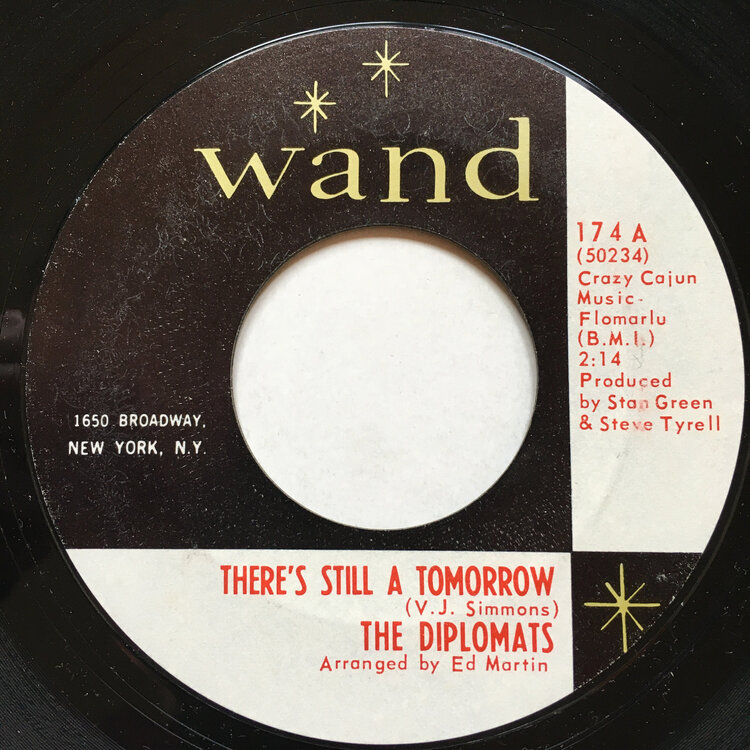 wand
174 A
(50234)
Crazy Cajun
Music-
Flomarlu
(B.M.I.)
2:14
Produced
by Stan Green
& Steve Tyrell
1650 BROADWAY,
NEW YORK, N.Y.
THERE'S STILL A TOMORROW
(V.J. Simmons)
THE DIPLOMATS
Arranged by Ed Martin